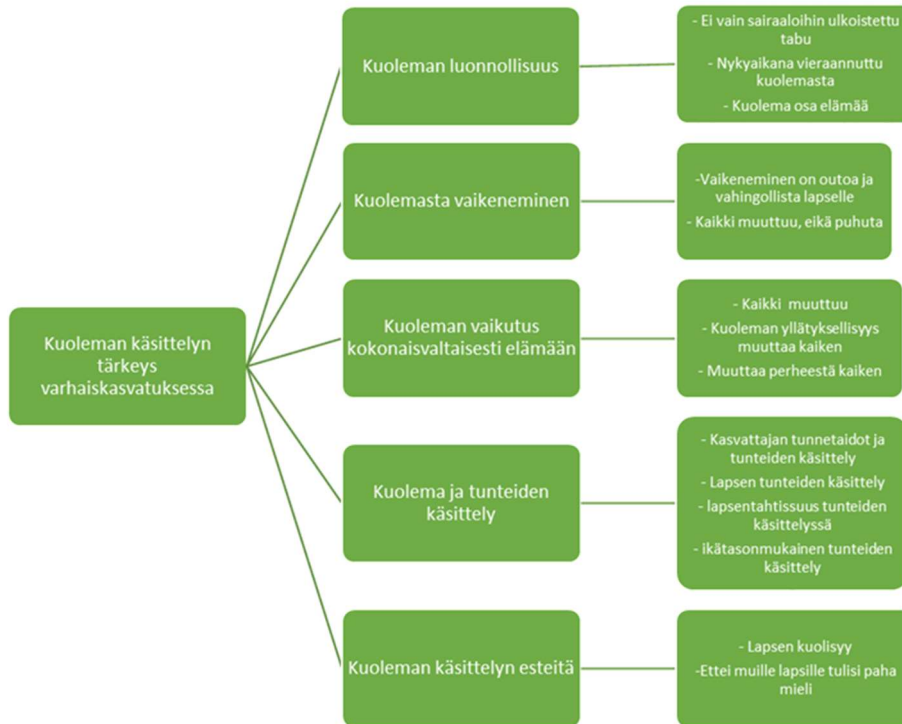 Kuoleman käsittelyn
tärkeys
varhaiskasvatuksessa
Kuoleman luonnollisuus
- Ei vain sairaaloihin ulkoistettu
tabu
- Nykyaikana vieraannuttu
kuolemasta
- Kuolema osa elämää
Kuolemasta vaikeneminen
-Vaikeneminen on outoa ja
vahingollista lapselle
- Kaikki muuttuu, eikä puhuta
Kuoleman vaikutus
kokonaisvaltaisesti elämään
- Kaikki muuttuu
- Kuoleman yllätyksellisyys
muuttaa kaiken
- Muuttaa perheestä kaiken
Kuolema ja tunteiden
käsittely
- Kasvattajan tunnetaidot ja
tunteiden käsittely
- Lapsen tunteiden käsittely
- lapsentahtissuus tunteiden
käsittelyssä
- ikätasonmukainen tunteiden
käsittely
Kuoleman käsittelyn esteitä
- Lapsen kuolisyy
-Ettei muille lapsille tulisi paha
mieli